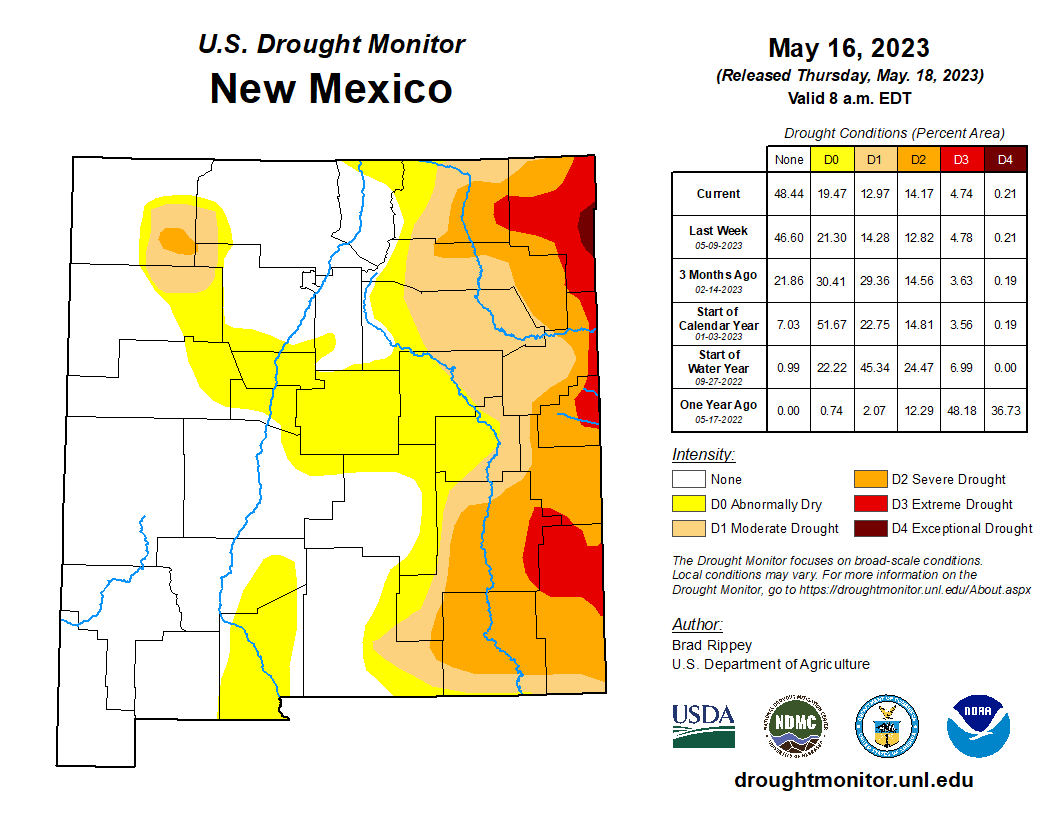 U.S. Drought Monitor
New Mexico
May 16, 2023
(Released Thursday, May. 18, 2023)
Valid 8 a.m. EDT
Drought Conditions (Percent Area)
None D0 D1 D2 D3 D4
Current 48.44 19.47 12.97 14.17 4.74 0.21
Last Week
05-09-2023 46.60 21.30 14.28 12.82 4.78 0.21
3 Months Ago
02-14-2023 21.86 30.41 29.36 14.56 3.63 0.19
Start of
Calendar Year
01-03-2023 7.03 51.67 22.75 14.81 3.56 0.19
Start of
Water Year
09-27-2022 0.99 22.22 45.34 24.47 6.99 0.00
One Year Ago
05-17-2022 0.00 0.74 2.07 12.29 48.18 36.73
Intensity:
None
D0 Abnormally Dry
D1 Moderate Drought
D2 Severe Drought
D3 Extreme Drought
D4 Exceptional Drought
The Drought Monitor focuses on broad-scale conditions.
Local conditions may vary. For more information on the
Drought Monitor, go to https://droughtmonitor.unl.edu/About.aspx
Author:
Brad Rippey
U.S. Department of Agriculture
USDA
NDMC
NOAA
droughtmonitor.unl.edu